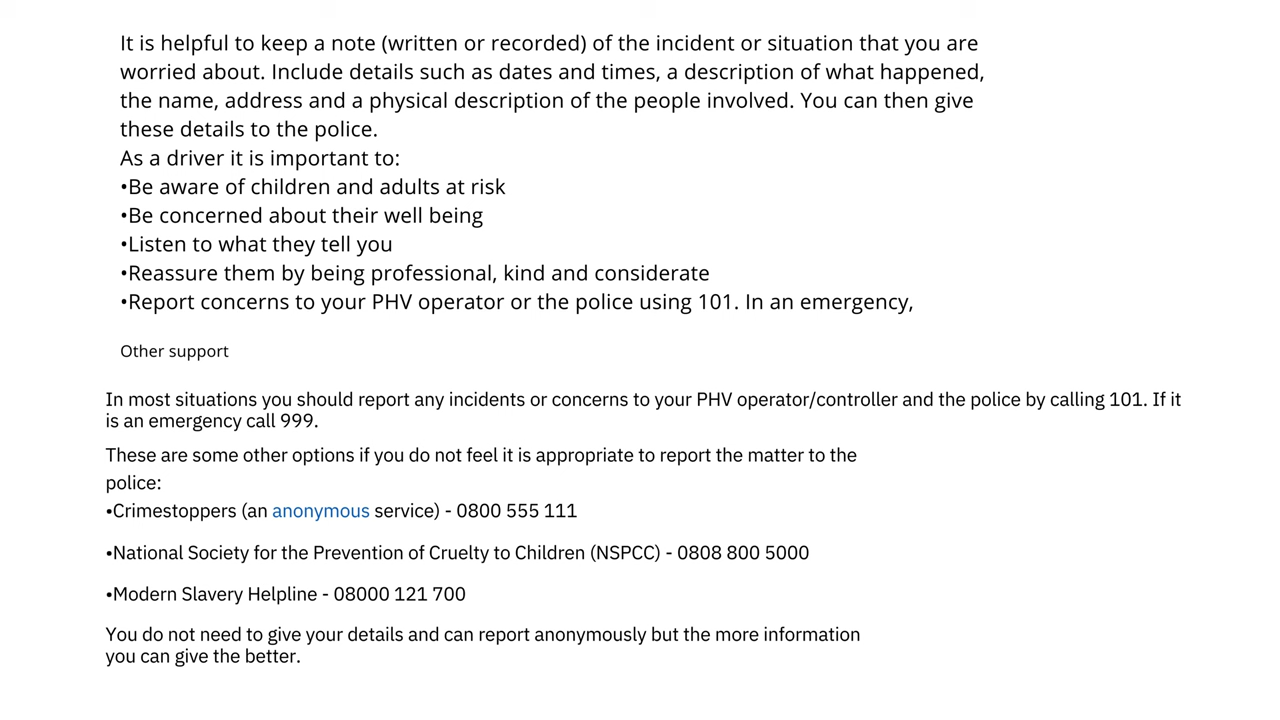 It is helpful to keep a note (written or recorded) of the incident or situation that you are
worried about. Include details such as dates and times, a description of what happened,
the name, address and a physical description of the people involved. You can then give
these details to the police.
As a driver it is important to:
•Be aware of children and adults at risk
•Be concerned about their well being
•Listen to what they tell you
•Reassure them by being professional, kind and considerate
•Report concerns to your PHV operator or the police using 101. In an emergency,
Other support
In most situations you should report any incidents or concerns to your PHV operator/controller and the police by calling 101. If it
is an emergency call 999.
These are some other options if you do not feel it is appropriate to report the matter to the
police:
•Crimestoppers (an anonymous service) - 0800 555 111
•National Society for the Prevention of Cruelty to Children (NSPCC) - 0808 800 5000
•Modern Slavery Helpline - 08000 121 700
You do not need to give your details and can report anonymously but the more information
you can give the better.